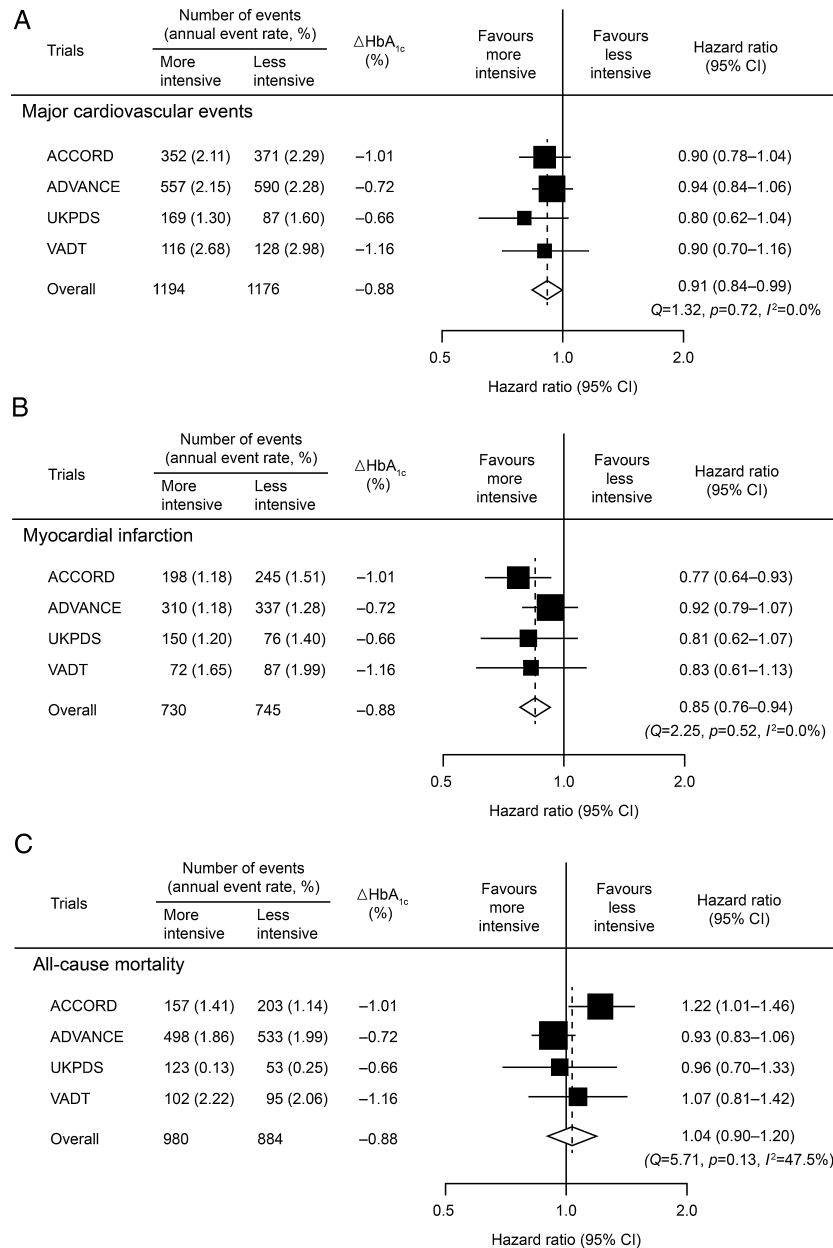 A
Trials
Number of events
(annual event rate, %)
More
intensive
Less
intensive
△HbA1c
(%)
Favours
more
intensive
Favours
less
intensive
Hazard ratio
(95% CI)
Major cardiovascular events
ACCORD 352 (2.11) 371 (2.29) –1.01 0.90 (0.78–1.04)
ADVANCE 557 (2.15) 590 (2.28) –0.72 0.94 (0.84–1.06)
UKPDS 169 (1.30) 87 (1.60) –0.66 0.80 (0.62–1.04)
VADT 116 (2.68) 128 (2.98) –1.16 0.90 (0.70–1.16)
Overall 1194 1176 –0.88 0.91 (0.84–0.99)
Q=1.32, p=0.72, I²=0.0%
0.5 1.0 2.0
Hazard ratio (95% CI)
B
Trials
Number of events
(annual event rate, %)
More
intensive
Less
intensive
△HbA1c
(%)
Favours
more
intensive
Favours
less
intensive
Hazard ratio
(95% CI)
Myocardial infarction
ACCORD 198 (1.18) 245 (1.51) –1.01 0.77 (0.64–0.93)
ADVANCE 310 (1.18) 337 (1.28) –0.72 0.92 (0.79–1.07)
UKPDS 150 (1.20) 76 (1.40) –0.66 0.81 (0.62–1.07)
VADT 72 (1.65) 87 (1.99) –1.16 0.83 (0.61–1.13)
Overall 730 745 –0.88 0.85 (0.76–0.94)
(Q=2.25, p=0.52, I²=0.0%)
0.5 1.0 2.0
Hazard ratio (95% CI)
C
Trials
Number of events
(annual event rate, %)
More
intensive
Less
intensive
△HbA1c
(%)
Favours
more
intensive
Favours
less
intensive
Hazard ratio
(95% CI)
All-cause mortality
ACCORD 157 (1.41) 203 (1.14) –1.01 1.22 (1.01–1.46)
ADVANCE 498 (1.86) 533 (1.99) –0.72 0.93 (0.83–1.06)
UKPDS 123 (0.13) 53 (0.25) –0.66 0.96 (0.70–1.33)
VADT 102 (2.22) 95 (2.06) –1.16 1.07 (0.81–1.42)
Overall 980 884 –0.88 1.04 (0.90–1.20)
(Q=5.71, p=0.13, I²=47.5%)
0.5 1.0 2.0
Hazard ratio (95% CI)